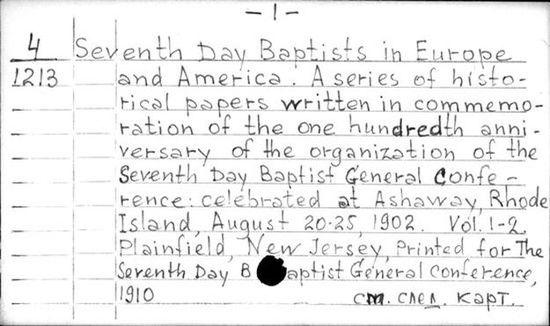 - 1 -
4 Seventh Day Baptists in Europe
1213 and America. A series of histo-
rical papers written in commemo-
ration of the one hundredth anni-
versary of the organization of the
Seventh Day Baptist General Confe-
rence: celebrated at Ashaway, Rhode
Island, August 20-25, 1902. Vol. 1-2.
Plainfield, New Jersey, Printed for The
Seventh Day B aptist General Conference,
1910 см. след. карт.